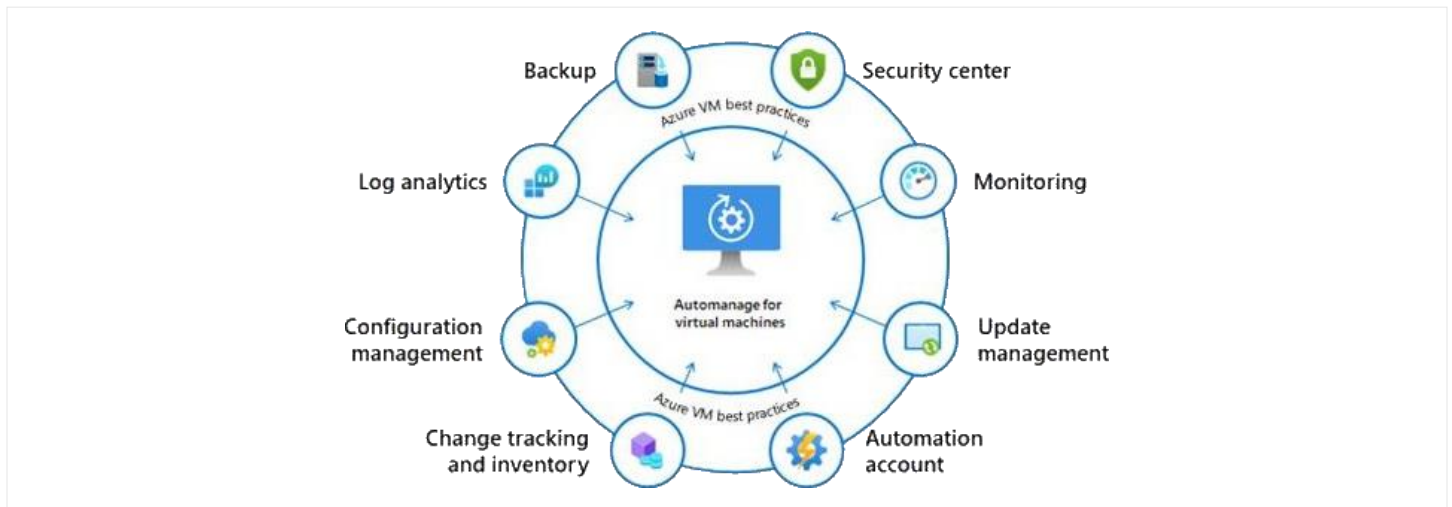 Backup
Security center
Azure VM best practices
Log analytics
Monitoring
Automanage for
virtual machines
Configuration
management
Update
management
Azure VM best practices
Change tracking
and inventory
Automation
account